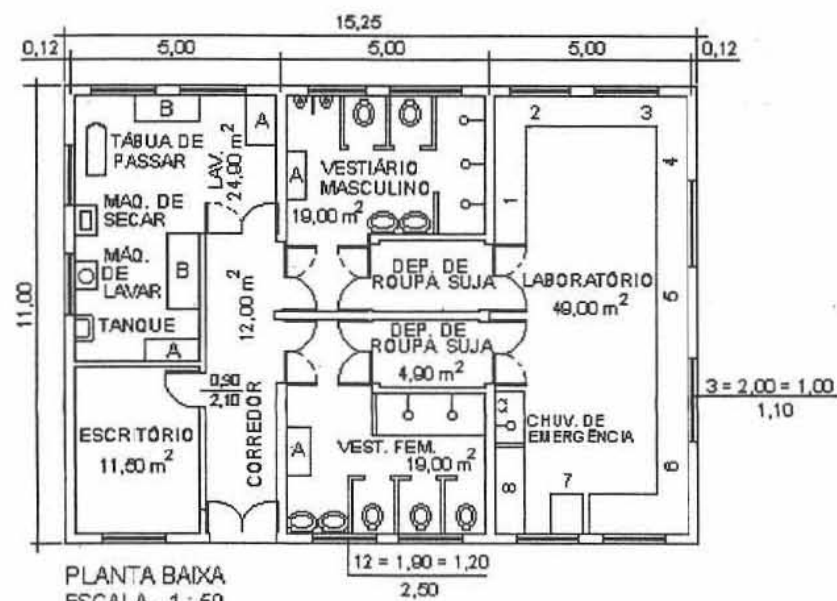 15,25
0,12 5,00 5,00 5,00 0,12
11,00
B
A
TÁBUA DE
PASSAR
LAV.
24,90 m²
MAQ. DE
SECAR
MÁQ.
DE
LAVAR
B
TANQUE
A
12,00 m²
0,90
2,10
CORREDOR
ESCRITÓRIO
11,50 m²
A
VESTIÁRIO
MASCULINO
19,00 m²
DEP. DE
ROUPA SUJA
DEP. DE
ROUPA SUJA
4,90 m²
A
VEST. FEM.
19,00 m²
2
3
4
1
LABORATÓRIO
49,00 m²
5
CHUV. DE
EMERGÊNCIA
6
7
8
3 = 2,00 = 1,00
1,10
12 = 1,90 = 1,20
2,50
PLANTA BAIXA
ESCALA 1 : 50